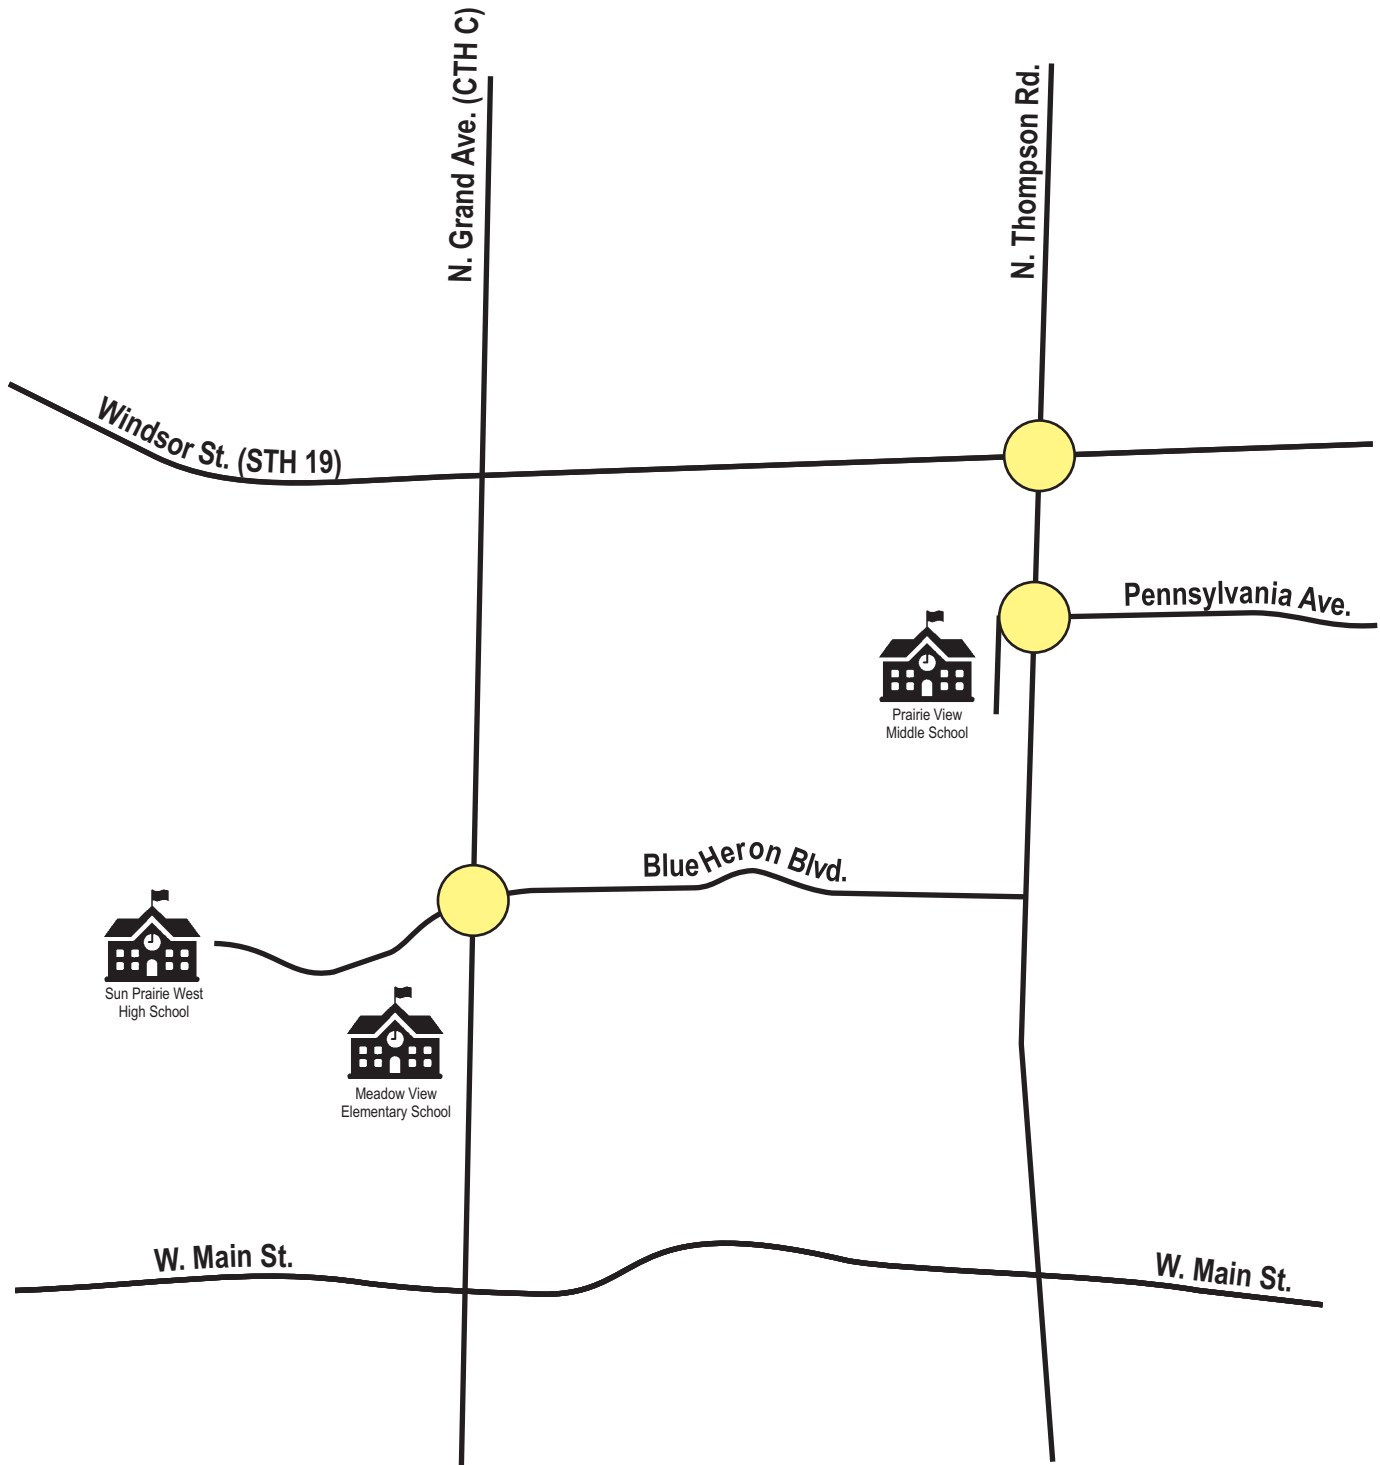 N. Grand Ave. (CTH C)
N. Thompson Rd.
Windsor St. (STH 19)
Pennsylvania Ave.
Prairie View
Middle School
Blue Heron Blvd.
Sun Prairie West
High School
Meadow View
Elementary School
W. Main St.
W. Main St.